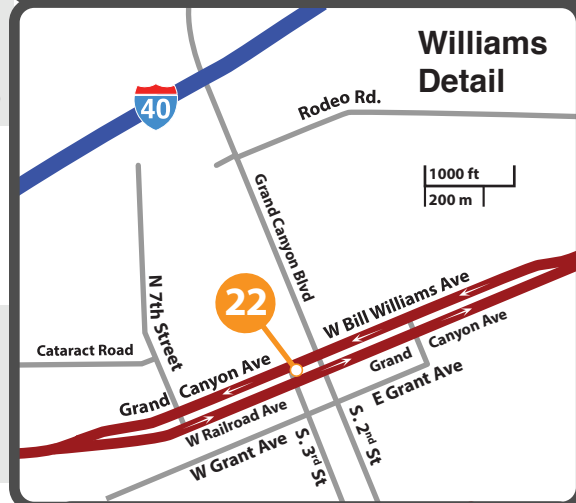 Williams
Detail
40
Rodeo Rd.
1000 ft
200 m
Grand Canyon Blvd
N 7th Street
22
W Bill Williams Ave
Cataract Road
Grand Canyon Ave
Grand Canyon Ave
W Railroad Ave
E Grant Ave
W Grant Ave
S. 3rd St
S. 2nd St